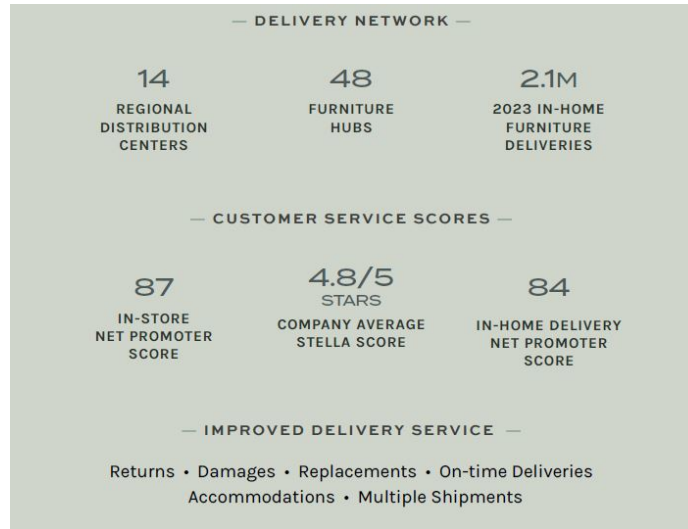 — DELIVERY NETWORK —
14
REGIONAL
DISTRIBUTION
CENTERS
48
FURNITURE
HUBS
2.1M
2023 IN-HOME
FURNITURE
DELIVERIES
— CUSTOMER SERVICE SCORES —
87
IN-STORE
NET PROMOTER
SCORE
4.8/5
STARS
COMPANY AVERAGE
STELLA SCORE
84
IN-HOME DELIVERY
NET PROMOTER
SCORE
— IMPROVED DELIVERY SERVICE —
Returns • Damages • Replacements • On-time Deliveries
Accommodations • Multiple Shipments